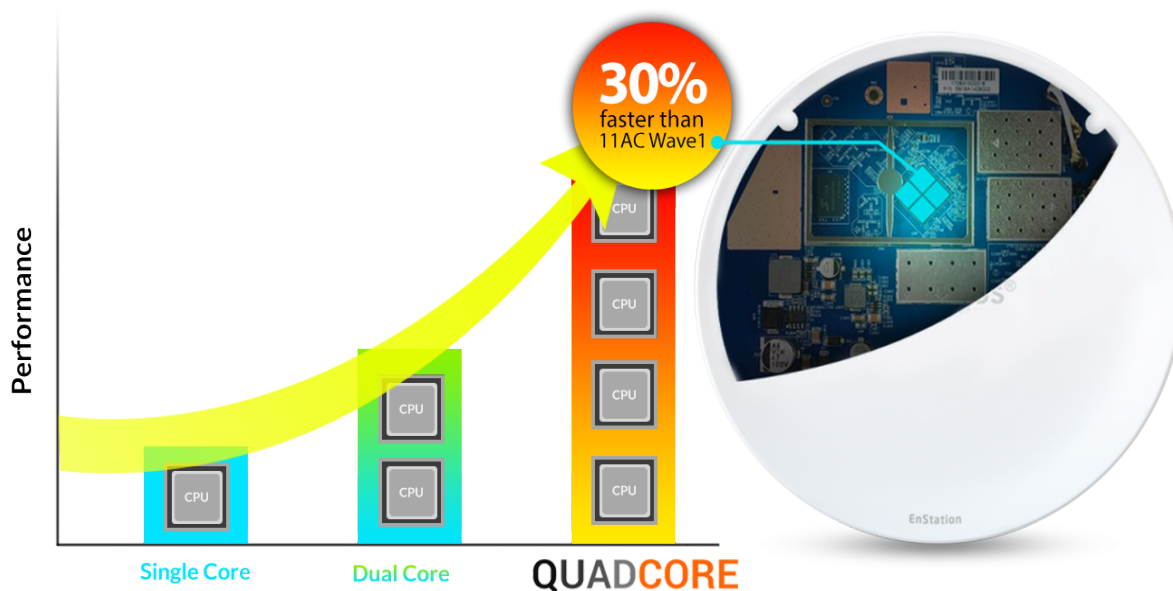 Performance
30%
faster than
11AC Wave1
CPU
CPU
CPU
CPU
CPU
CPU
CPU
Single Core
Dual Core
QUADCORE
EnStation